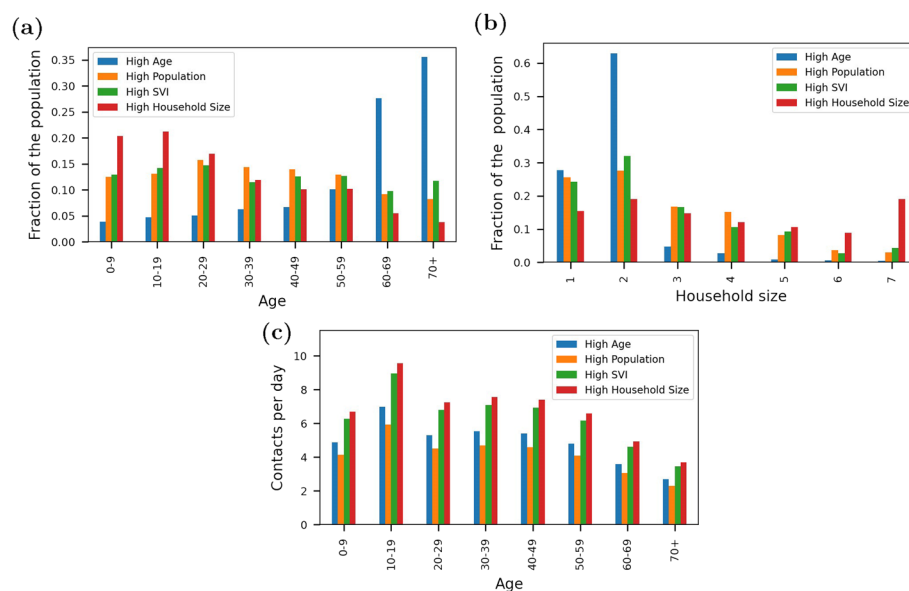 (a)
Fraction of the population
0.35
0.30
0.25
0.20
0.15
0.10
0.05
0.00
High Age
High Population
High SVI
High Household Size
0-9
10-19
20-29
30-39
40-49
50-59
60-69
70+
Age
(b)
Fraction of the population
0.6
0.5
0.4
0.3
0.2
0.1
0.0
High Age
High Population
High SVI
High Household Size
1
2
3
4
5
6
7
Household size
(c)
Contacts per day
10
8
6
4
2
0
High Age
High Population
High SVI
High Household Size
0-9
10-19
20-29
30-39
40-49
50-59
60-69
70+
Age